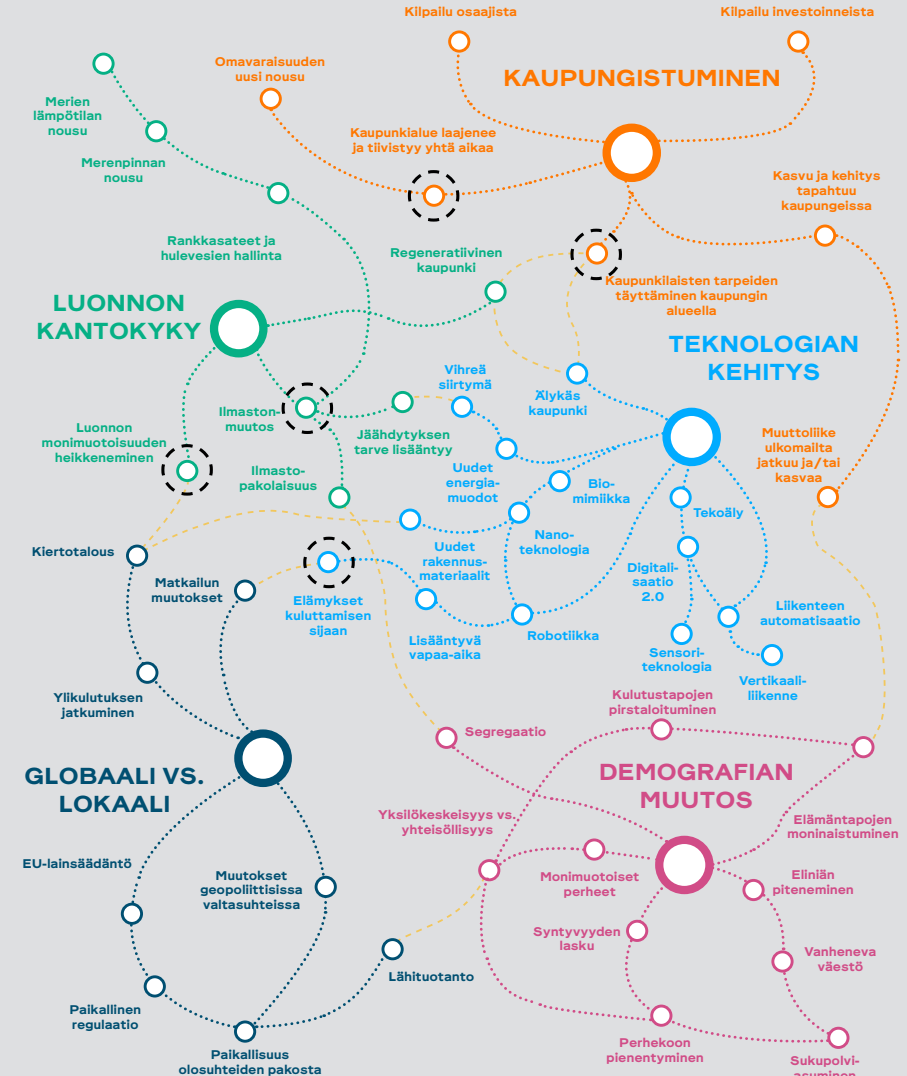 Kilpailu osaajista
Kilpailu investoinneista
Omavaraisuuden
uusi nousu
KAUPUNGISTUMINEN
Merien
lämpötilan
nousu
Kaupunkialue laajenee
ja tiivistyy yhtä aikaa
Merenpinnan
nousu
Kasvu ja kehitys
tapahtuu
kaupungeissa
Rankkasateet ja
hulevesien hallinta
Regeneratiivinen
kaupunki
Kaupunkilaisten tarpeiden
täyttäminen kaupungin
alueella
LUONNON
KANTOKYKY
TEKNOLOGIAN
KEHITYS
Vihreä
siirtymä
Älykäs
kaupunki
Ilmaston-
muutos
Luonnon
monimuotoisuuden
heikkeneminen
Jäähdytyksen
tarve lisääntyy
Muuttoliike
ulkomailta
jatkuu ja/tai
kasvaa
Ilmasto-
pakolaisuus
Uudet
energia-
muodot
Bio-
mimiikka
Tekoäly
Kiertotalous
Nano-
teknologia
Uudet
rakennus-
materiaalit
Matkailun
muutokset
Digitali-
saatio
2.0
Elämykset
kuluttamisen
sijaan
Liikenteen
automatisaatio
Lisääntyvä
vapaa-aika
Robotiikka
Sensori-
teknologia
Vertikaali-
liikenne
Ylikulutuksen
jatkuminen
Kulutustapojen
pirstaloituminen
Segregaatio
GLOBAALI VS.
LOKAALI
DEMOGRAFIAN
MUUTOS
Yksilökeskeisyys vs.
yhteisöllisyys
Elämäntapojen
moninaistuminen
EU-lainsäädäntö
Muutokset
geopoliittisissa
valtasuhteissa
Monimuotoiset
perheet
Eliniän
piteneminen
Syntyvyyden
lasku
Vanheneva
väestö
Lähituotanto
Paikallinen
regulaatio
Perhekoon
pienentyminen
Paikallisuus
olosuhteiden pakosta
Sukupolvi-
asuminen